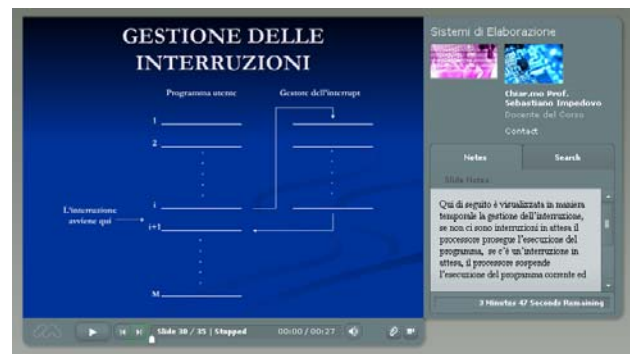 GESTIONE DELLE
INTERRUZIONI
Programma utente
Gestore dell'interrupt
1
2
i
L'interruzione
avviene qui
i+1
M
Sistemi di Elaborazione
Chiar.mo Prof.
Sebastiano Impedovo
Docente del Corso
Contact
Notes
Search
Slide Notes
Qui di seguito è visualizzata in maniera
temporale la gestione dell'interruzione,
se non ci sono interruzioni in attesa il
processore prosegue l'esecuzione del
programma, se c'è un'interruzione in
attesa, il processore sospende
l'esecuzione del programma corrente ed
3 Minutes 47 Seconds Remaining
Slide 30 / 35 | Stopped
00:00 / 00:27